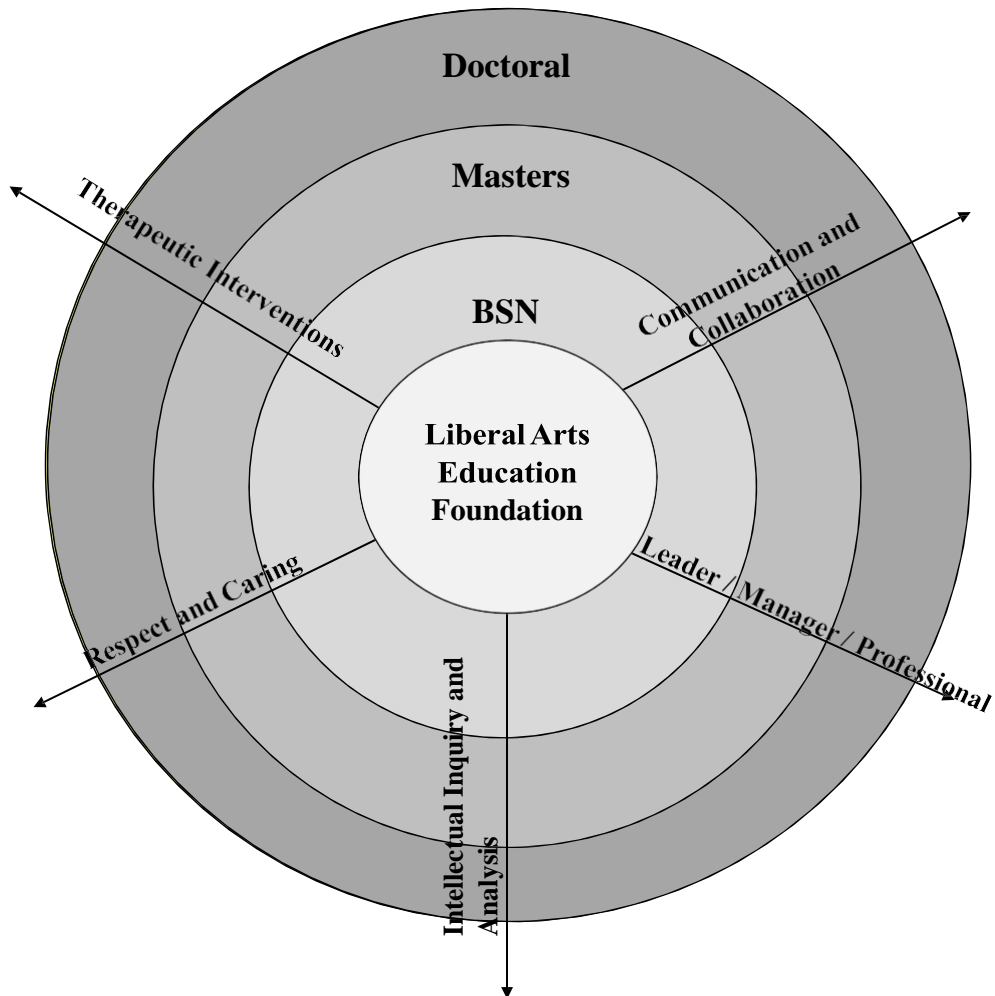 Doctoral
Masters
BSN
Liberal Arts
Education
Foundation
Therapeutic Interventions
Communication and
Collaboration
Respect and Caring
Leader / Manager / Professional
Intellectual Inquiry and
Analysis